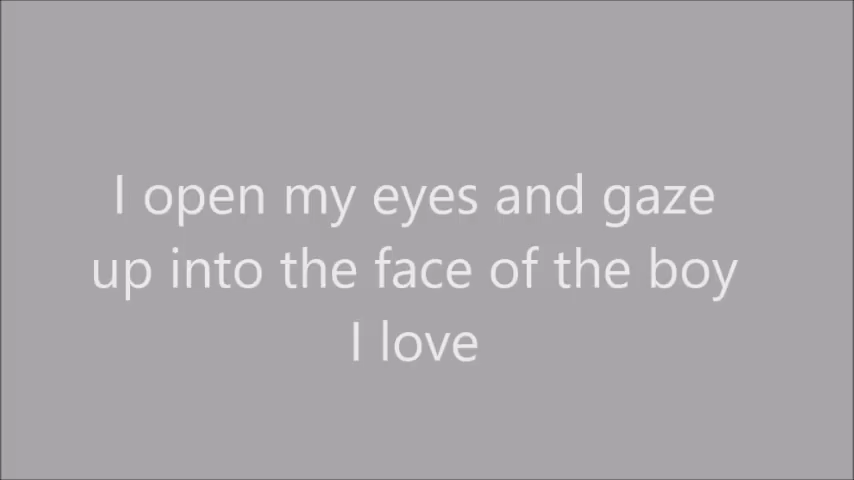 I open my eyes and gaze
up into the face of the boy
I love